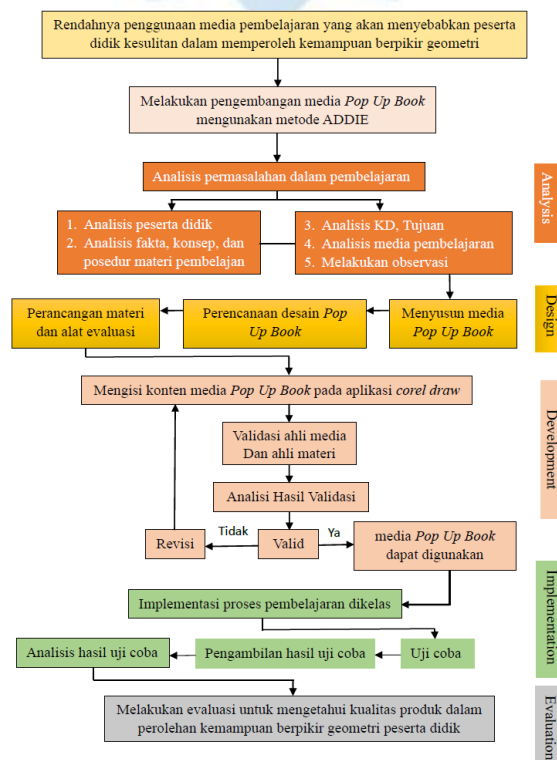 Rendahnya penggunaan media pembelajaran yang akan menyebabkan peserta
didik kesulitan dalam memperoleh kemampuan berpikir geometri
Melakukan pengembangan media Pop Up Book
mengunakan metode ADDIE
Analisis permasalahan dalam pembelajaran
Analysis
1. Analisis peserta didik
2. Analisis fakta, konsep, dan
posedur materi pembelajan
3. Analisis KD, Tujuan
4. Analisis media pembelajaran
5. Melakukan observasi
Perancangan materi
dan alat evaluasi
Perencanaan desain Pop
Up Book
Menyusun media
Pop Up Book
Design
Mengisi konten media Pop Up Book pada aplikasi corel draw
Development
Validasi ahli media
Dan ahli materi
Analisi Hasil Validasi
Revisi
Tidak
Valid
Ya
media Pop Up Book
dapat digunakan
Implementasi proses pembelajaran dikelas
Implementation
Analisis hasil uji coba
Pengambilan hasil uji coba
Uji coba
Melakukan evaluasi untuk mengetahui kualitas produk dalam
perolehan kemampuan berpikir geometri peserta didik
Evaluation